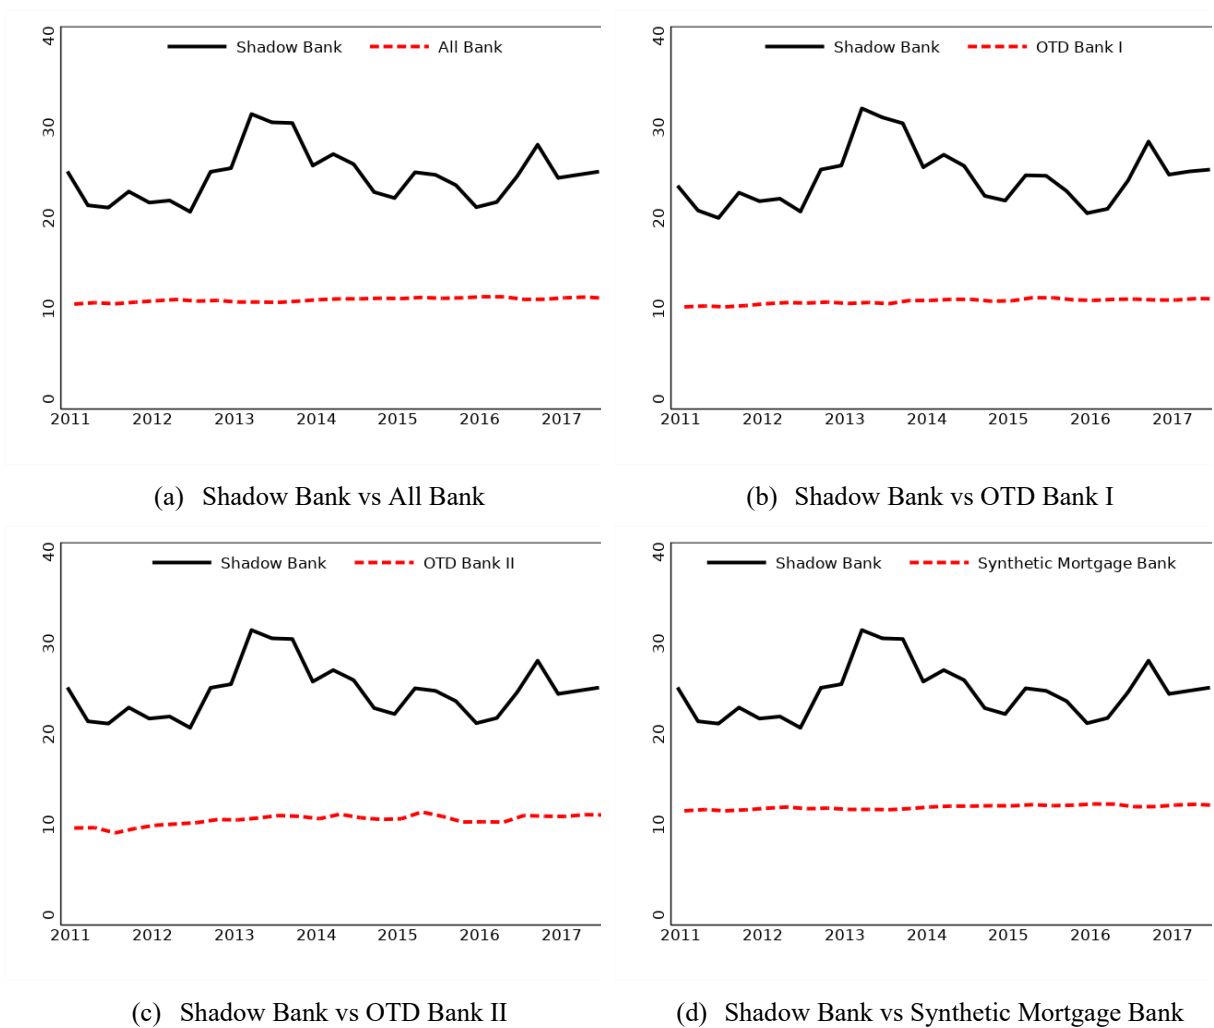 40
30
20
10
0
Shadow Bank All Bank
2011 2012 2013 2014 2015 2016 2017
(a) Shadow Bank vs All Bank
40
30
20
10
0
Shadow Bank OTD Bank I
2011 2012 2013 2014 2015 2016 2017
(b) Shadow Bank vs OTD Bank I
40
30
20
10
0
Shadow Bank OTD Bank II
2011 2012 2013 2014 2015 2016 2017
(c) Shadow Bank vs OTD Bank II
40
30
20
10
0
Shadow Bank Synthetic Mortgage Bank
2011 2012 2013 2014 2015 2016 2017
(d) Shadow Bank vs Synthetic Mortgage Bank